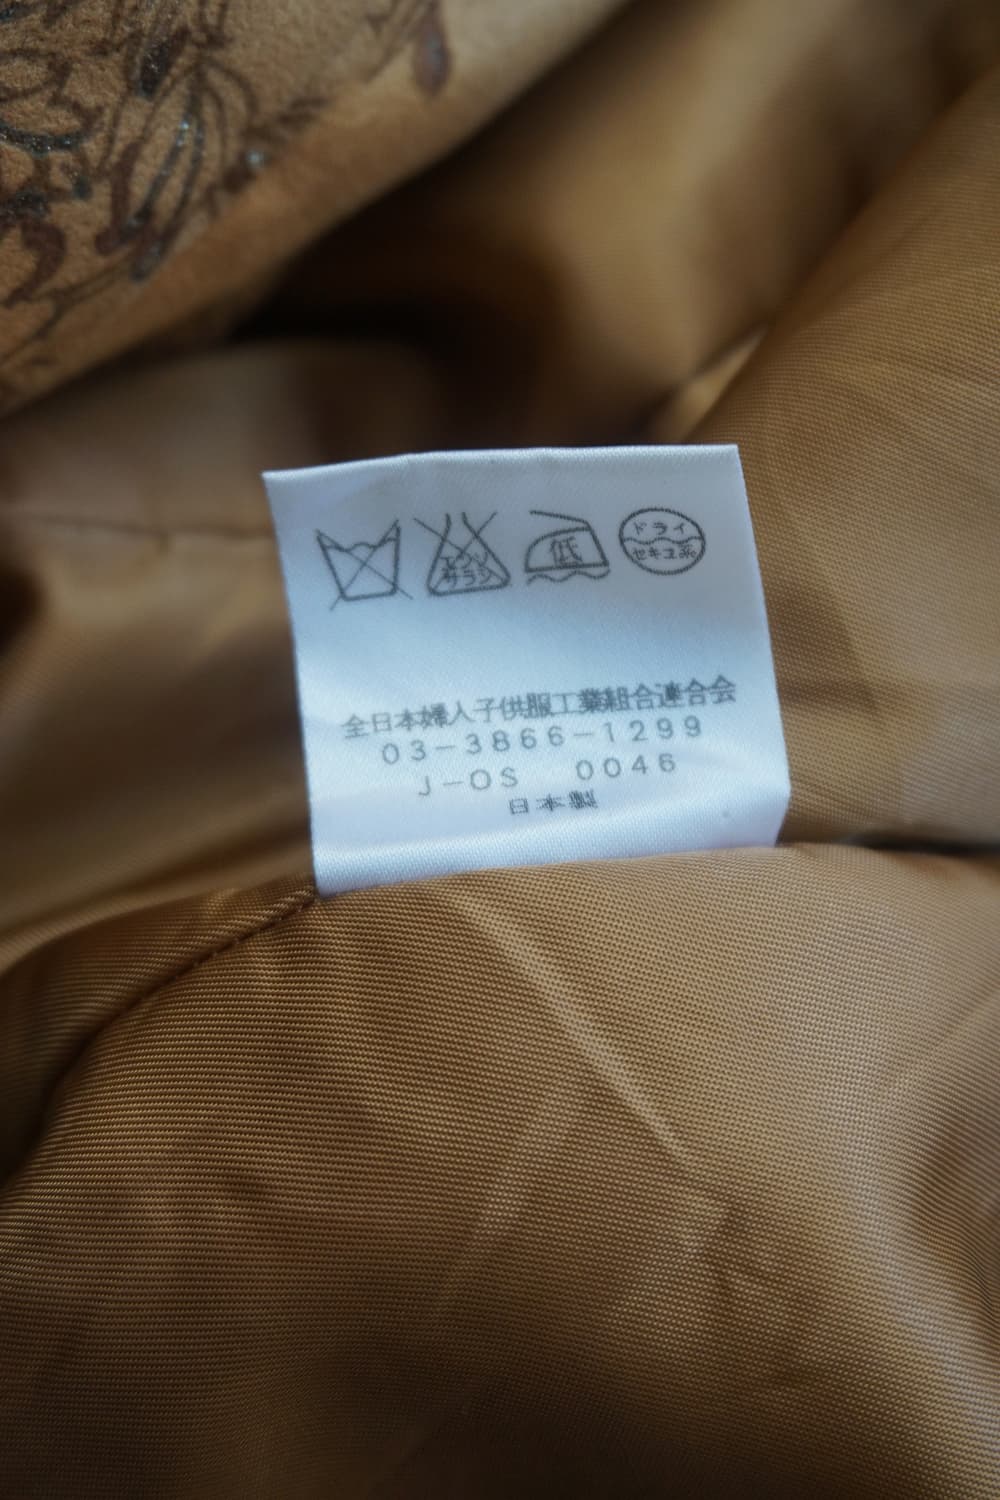 エンソ
サラシ
低
ドライ
セキユ系
全日本婦人子供服工業組合連合会
03-3866-1299
J-OS 0046
日本製